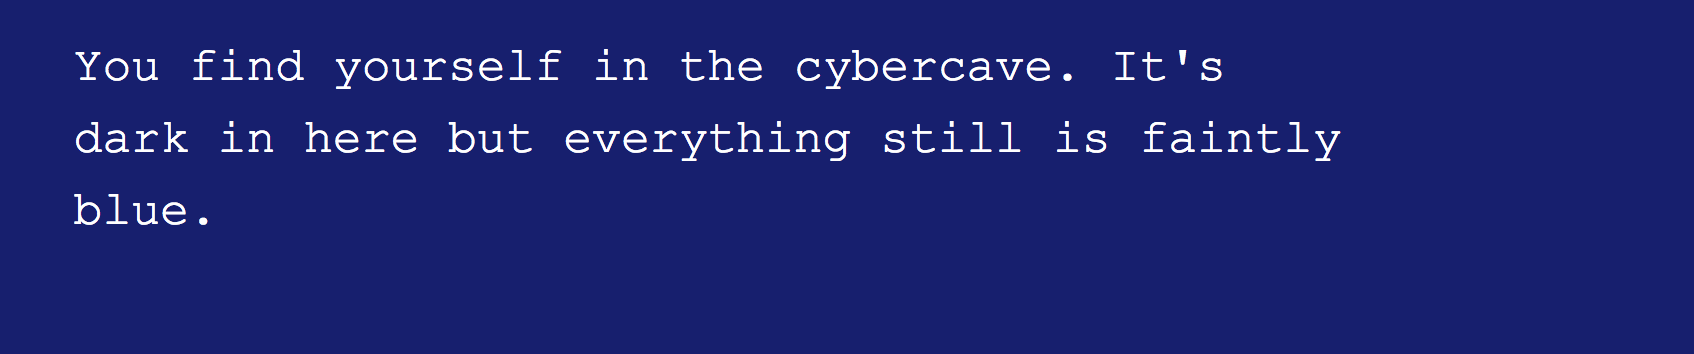 You find yourself in the cybercave. It's
dark in here but everything still is faintly
blue.